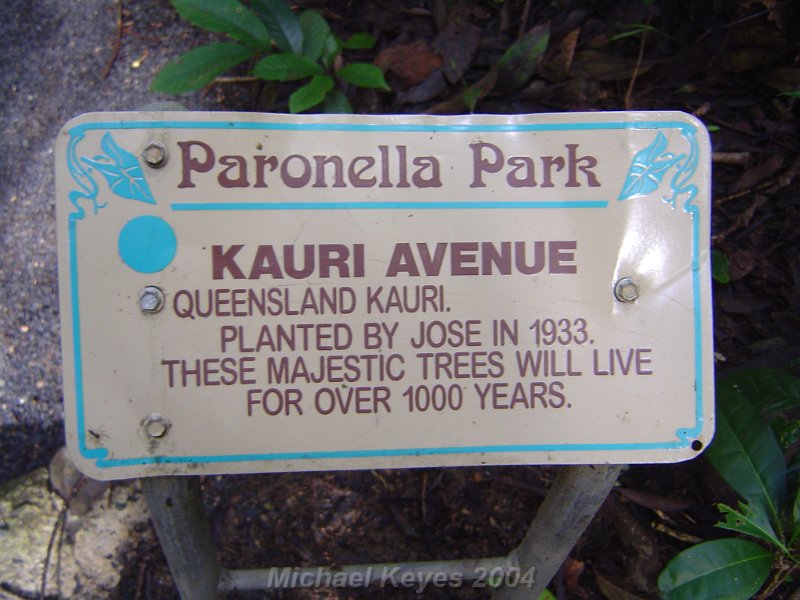 Paronella Park
KAURI AVENUE
QUEENSLAND KAURI.
PLANTED BY JOSE IN 1933.
THESE MAJESTIC TREES WILL LIVE
FOR OVER 1000 YEARS.
Michael Keyes 2004